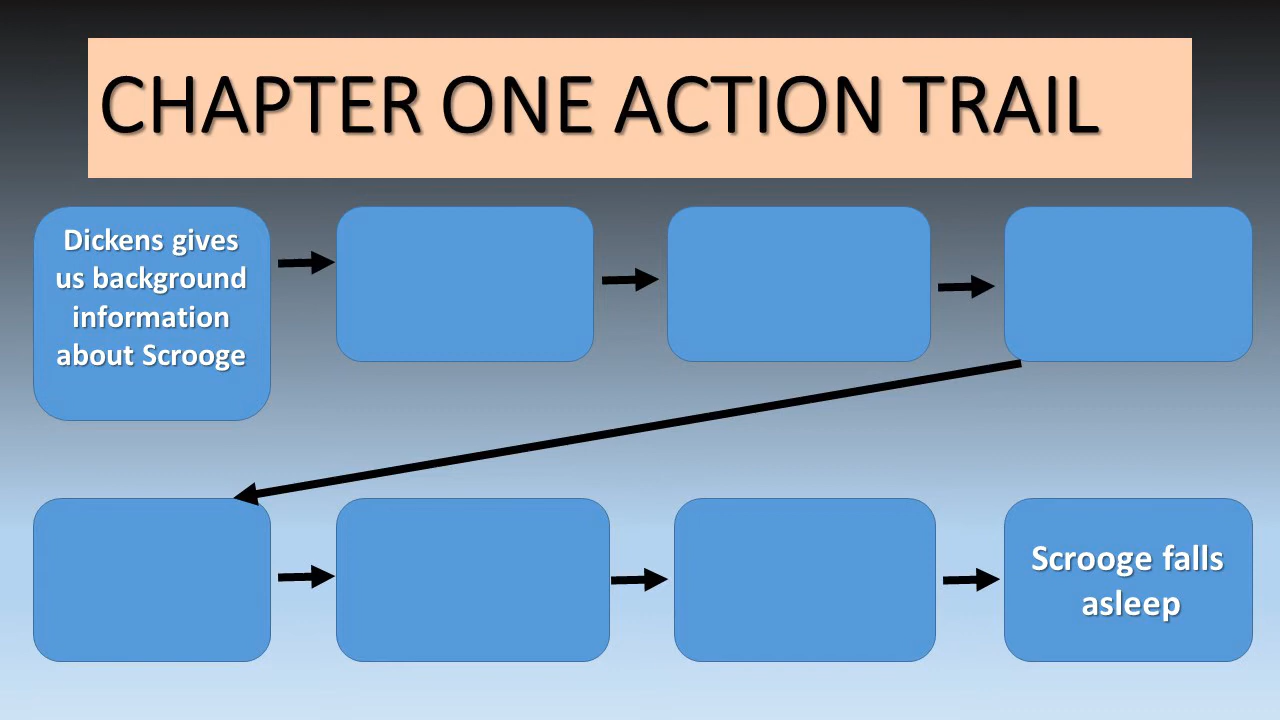 CHAPTER ONE ACTION TRAIL
Dickens gives
us background
information
about Scrooge
Scrooge falls
asleep